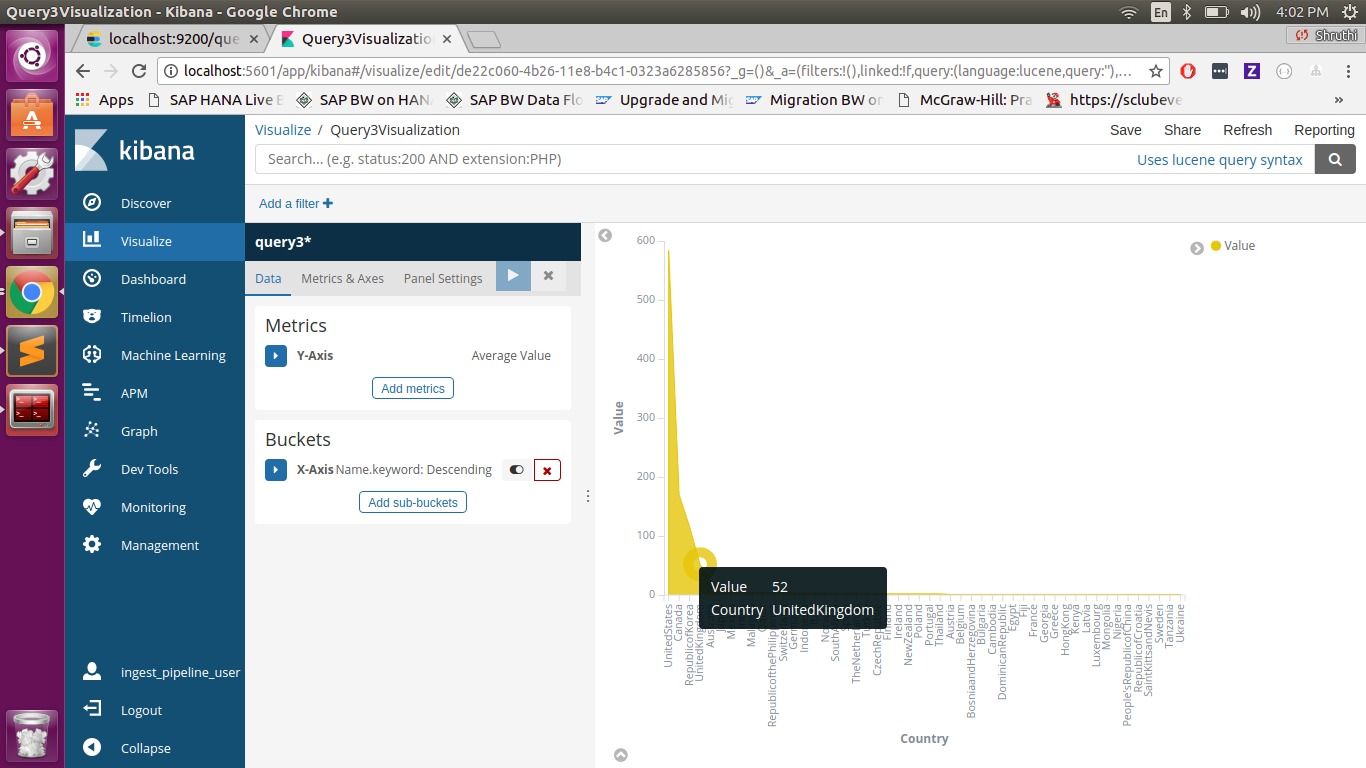 Query3Visualization - Kibana - Google Chrome
En
4:02 PM
localhost:9200/que
Query3Visualizatio
Shruthi
localhost:5601/app/kibana#/visualize/edit/de22c060-4b26-11e8-b4c1-0323a6285856?_g=()&_a=(filters:!(),linked:!f,query:(language:lucene,query:''),...
Apps
SAP HANA Live E
SAP BW on HAN
SAP BW Data Flo
Upgrade and Mig
Migration BW or
McGraw-Hill: Pra
https://sclubeve
»
kibana
Discover
Visualize
Dashboard
Timelion
Machine Learning
APM
Graph
Dev Tools
Monitoring
Management
ingest_pipeline_user
Logout
Collapse
Visualize / Query3Visualization
Save
Share
Refresh
Reporting
Search... (e.g. status:200 AND extension:PHP)
Uses lucene query syntax
Add a filter +
query3*
Data
Metrics & Axes
Panel Settings
Metrics
Y-Axis
Average Value
Add metrics
Buckets
X-Axis Name.keyword: Descending
Add sub-buckets
Value
600
500
400
300
200
100
0
Value
Value 52
Country UnitedKingdom
UnitedStates
Canada
RepublicofKorea
UnitedKingdom
RepublicofthePhilip
Switze
Germ
Indon
SouthA
TheNether
CzechRepu
Finland
Ireland
NewZealand
Poland
Portugal
Thailand
Austria
Belgium
BosniaandHerzegovina
Bulgaria
Cambodia
DominicanRepublic
Egypt
Fiji
France
Georgia
Greece
HongKong
Kenya
Latvia
Luxembourg
Mongolia
Nigeria
People'sRepublicofChina
RepublicofCroatia
SaintKittsandNevis
Sweden
Tanzania
Ukraine
Country